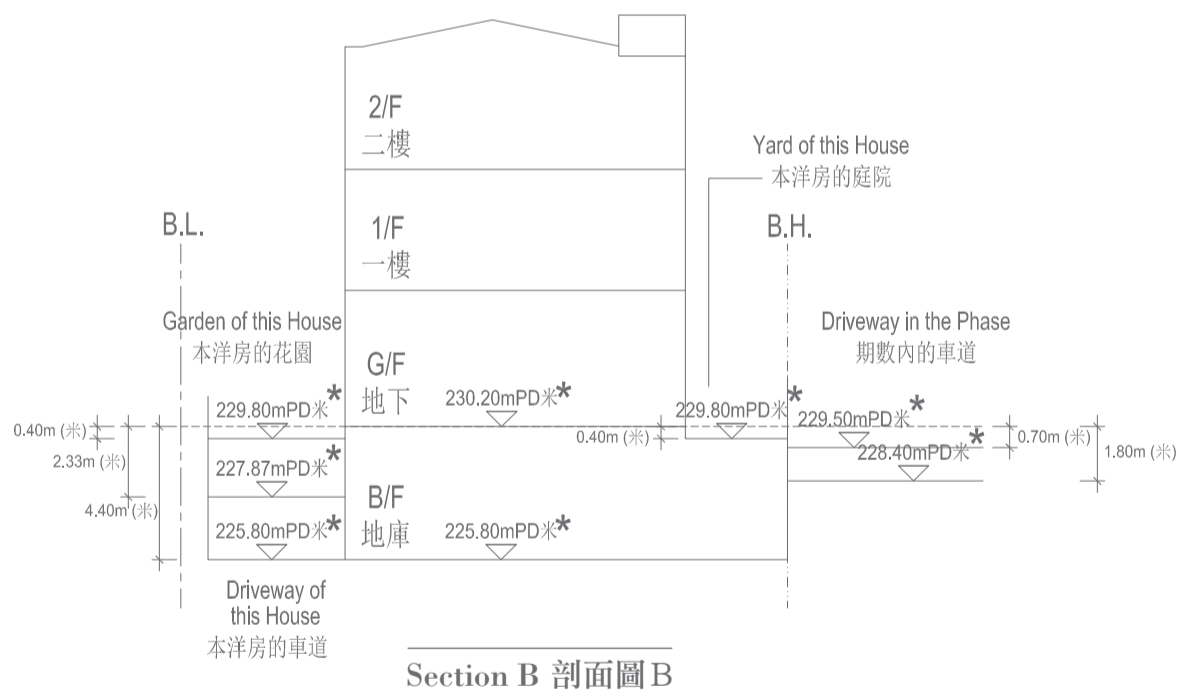 2/F
二樓
Yard of this House
本洋房的庭院
B.L.
1/F
一樓
B.H.
Garden of this House
本洋房的花園
Driveway in the Phase
期數內的車道
G/F
地下
229.80mPD米*
230.20mPD米*
229.80mPD米*
229.50mPD米*
0.40m (米)
0.40m (米)
0.70m (米)
2.33m (米)
227.87mPD米*
228.40mPD米*
1.80m (米)
4.40m (米)
B/F
地庫
225.80mPD米*
225.80mPD米*
Driveway of
this House
本洋房的車道
Section B 剖面圖B